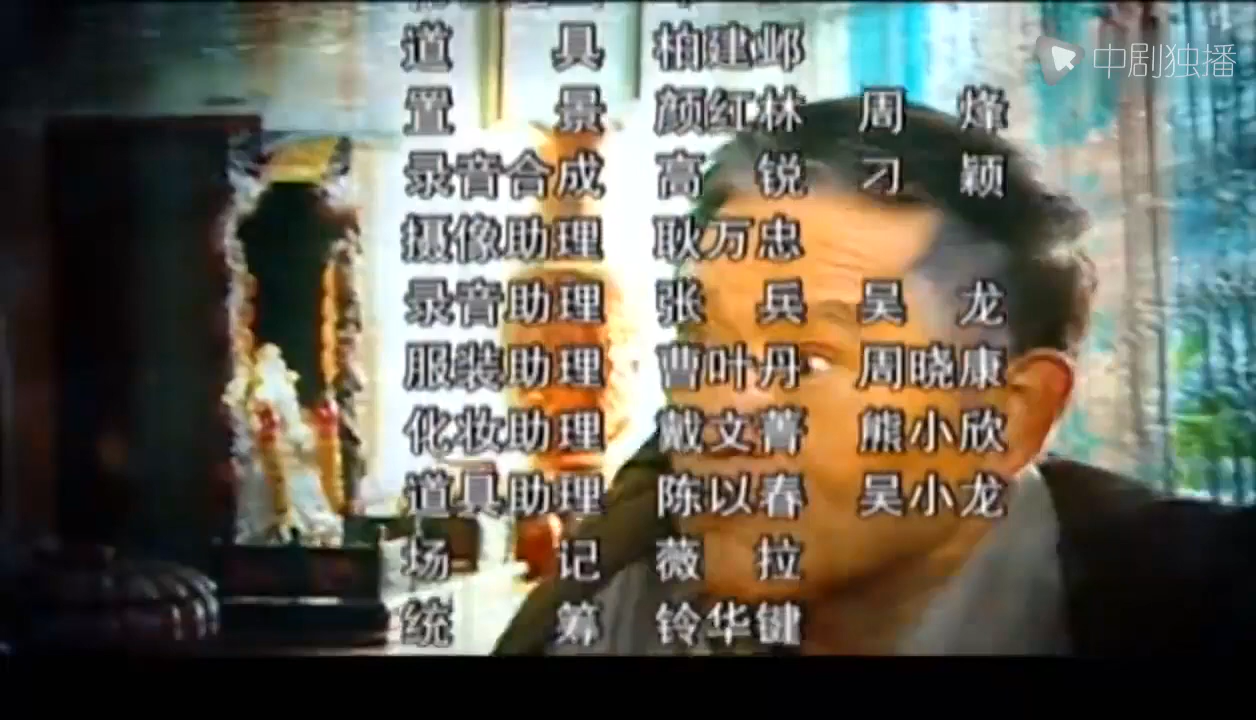 中剧独播
道具 柏建邺
置景 颜红林 周烽
录音合成 高锐 刁颖
摄像助理 耿万忠
录音助理 张兵 吴龙
服装助理 曹叶丹 周晓康
化妆助理 戴文菁 熊小欣
道具助理 陈以春 吴小龙
场记 薇拉
统筹 铃华键